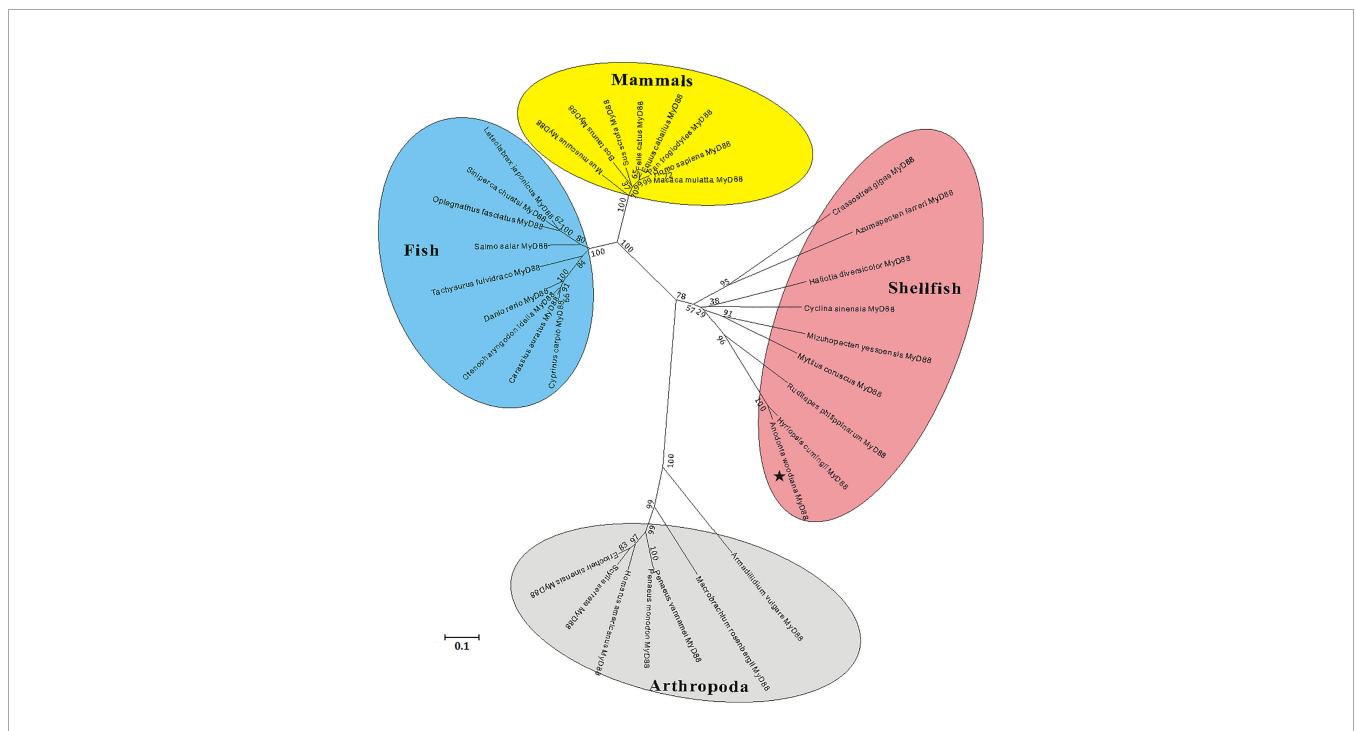 Mammals
Mus musculus MyD88
Bos taurus MyD88
Sus scrofa MyD88
Felis catus MyD88
Equus caballus MyD88
Pan troglodytes MyD88
Homo sapiens MyD88
Macaca mulatta MyD88
100
100
Fish
Lateolabrax japonicus MyD88
Siniperca chuatsi MyD88
Oplegnathus fasciatus MyD88
Salmo salar MyD88
Tachysurus fulvidraco MyD88
Danio rerio MyD88
Ctenopharyngodon idella MyD88
Carassius auratus MyD88
Cyprinus carpio MyD88
62
100
80
100
84
100
91
66
Shellfish
Crassostrea gigas MyD88
Azumapecten farreri MyD88
Haliotis diversicolor MyD88
Cyclina sinensis MyD88
Mizuhopecten yessoensis MyD88
Mytilus coruscus MyD88
Ruditapes philippinarum MyD88
Hyriopsis cumingii MyD88
Anodonta woodiana MyD88
95
78
57
29
38
91
96
100
100
99
99
97
83
100
Eriocheir sinensis MyD88
Scylla serrata MyD88
Homarus americanus MyD88
Penaeus monodon MyD88
Penaeus vannamei MyD88
Macrobrachium rosenbergii MyD88
Armadillidium vulgare MyD88
Arthropoda
0.1